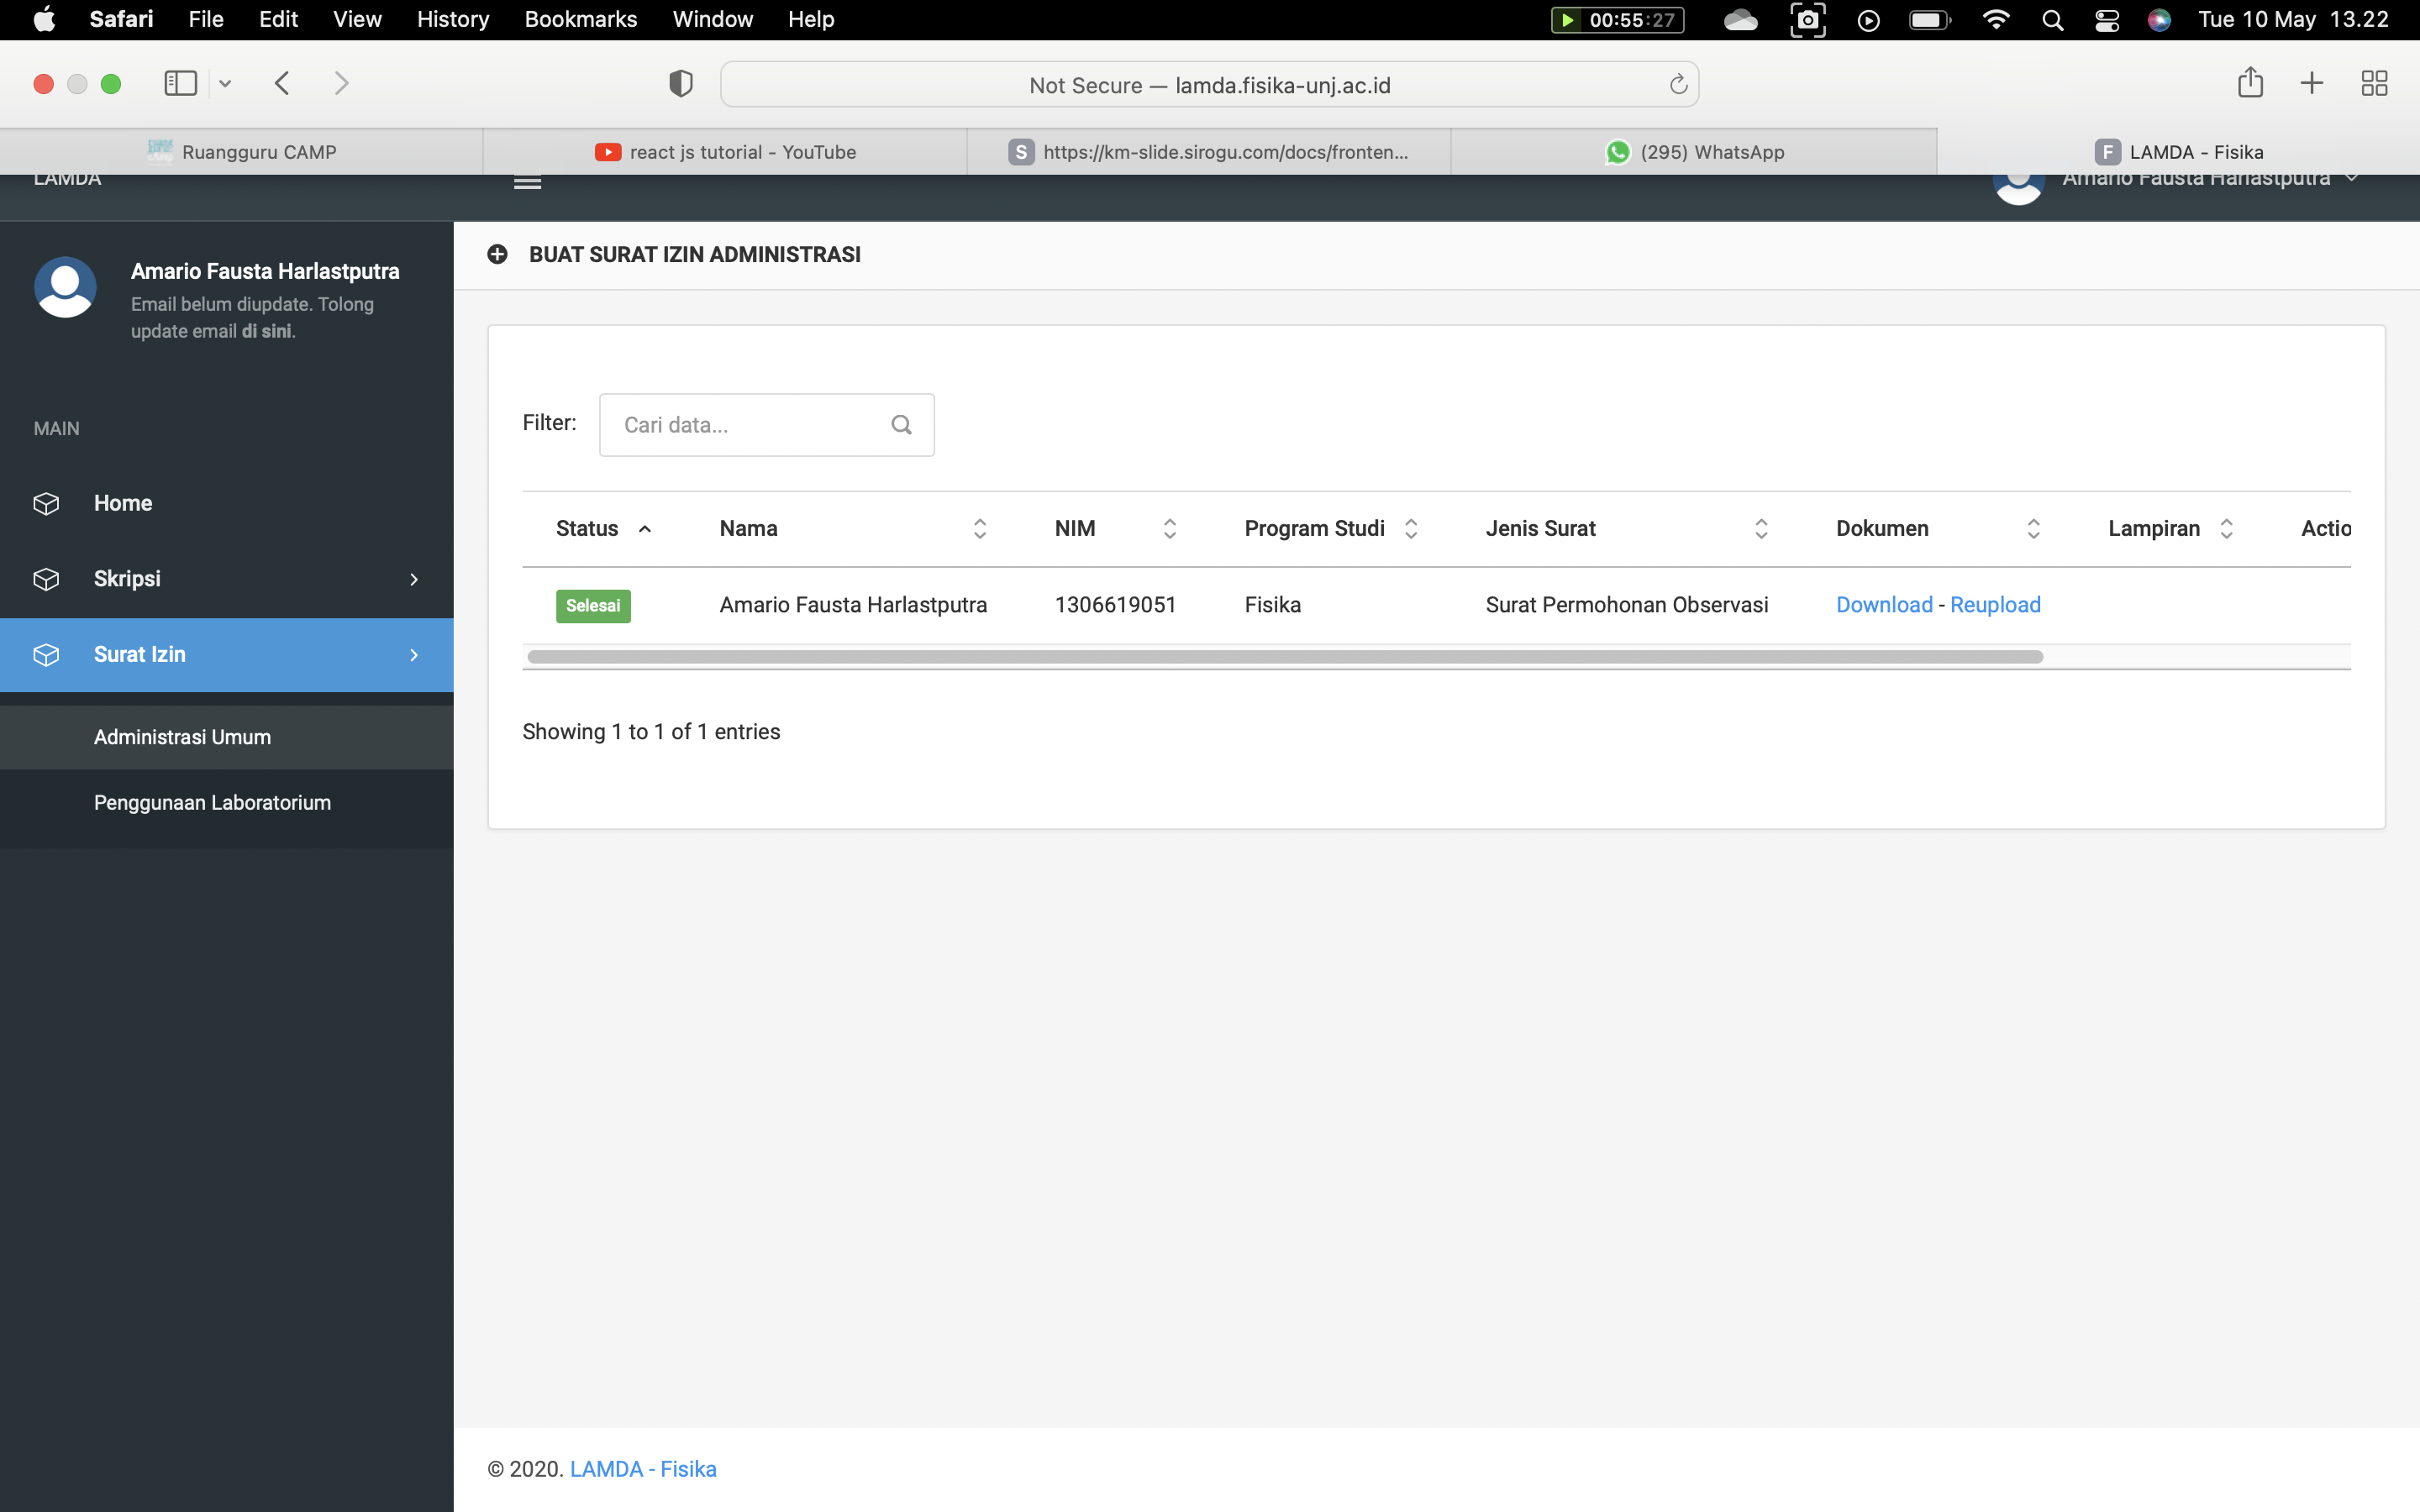 Safari File Edit View History Bookmarks Window Help 00:55:27 Tue 10 May 13.22
Not Secure — lamda.fisika-unj.ac.id
Ruangguru CAMP react js tutorial - YouTube S https://km-slide.sirogu.com/docs/fronten... (295) WhatsApp F LAMDA - Fisika
LAMDA Amario Fausta Harlastputra
Amario Fausta Harlastputra
Email belum diupdate. Tolong
update email di sini.
MAIN
Home
Skripsi
Surat Izin
Administrasi Umum
Penggunaan Laboratorium
BUAT SURAT IZIN ADMINISTRASI
Filter: Cari data...
Status Nama NIM Program Studi Jenis Surat Dokumen Lampiran Actio
Selesai Amario Fausta Harlastputra 1306619051 Fisika Surat Permohonan Observasi Download - Reupload
Showing 1 to 1 of 1 entries
© 2020. LAMDA - Fisika